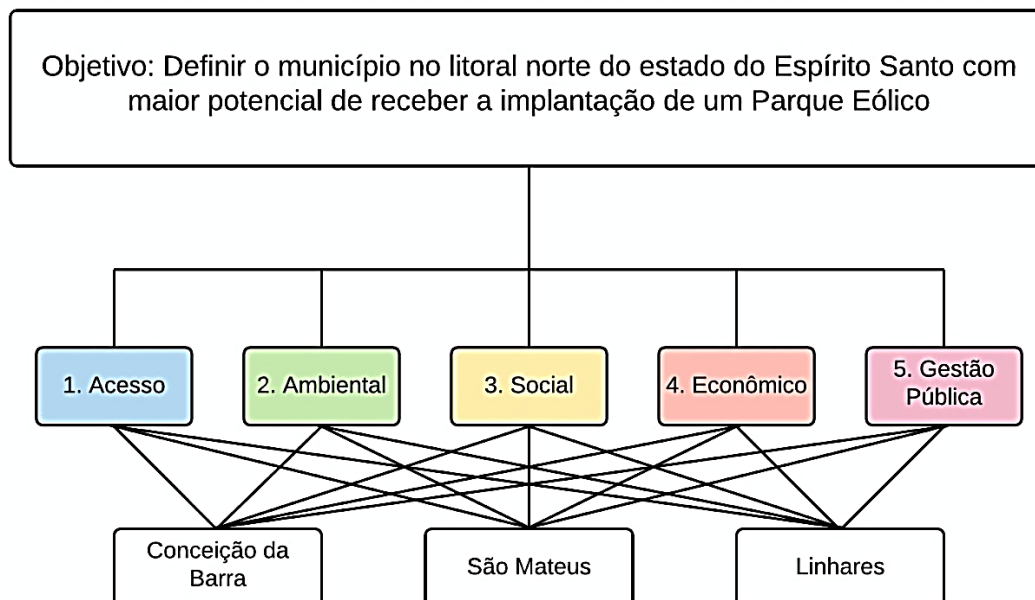 Objetivo: Definir o município no litoral norte do estado do Espírito Santo com
maior potencial de receber a implantação de um Parque Eólico
1. Acesso
2. Ambiental
3. Social
4. Econômico
5. Gestão
Pública
Conceição da
Barra
São Mateus
Linhares